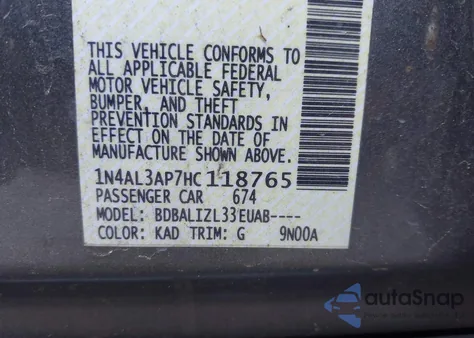 THIS VEHICLE CONFORMS TO
ALL APPLICABLE FEDERAL
MOTOR VEHICLE SAFETY,
BUMPER, AND THEFT
PREVENTION STANDARDS IN
EFFECT ON THE DATE OF
MANUFACTURE SHOWN ABOVE.
1N4AL3AP7HC118765
PASSENGER CAR 674
MODEL: BDBALIZL33EUAB----
COLOR: KAD TRIM: G 9N00A
autoSnap